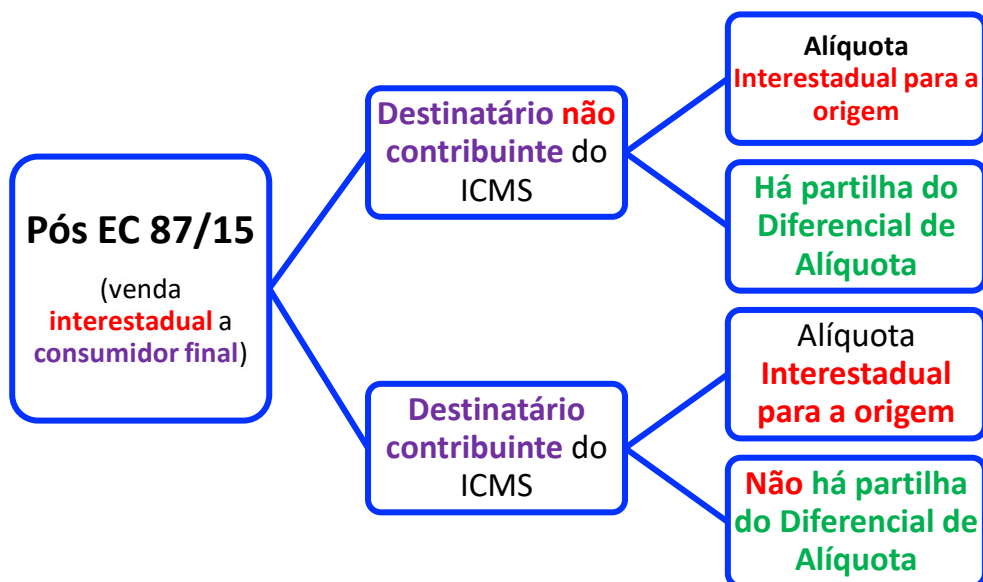 Pós EC 87/15
(venda
interestadual a
consumidor final)
Destinatário não
contribuinte do
ICMS
Alíquota
Interestadual para a
origem
Há partilha do
Diferencial de
Alíquota
Destinatário
contribuinte do
ICMS
Alíquota
Interestadual
para a origem
Não há partilha
do Diferencial de
Alíquota